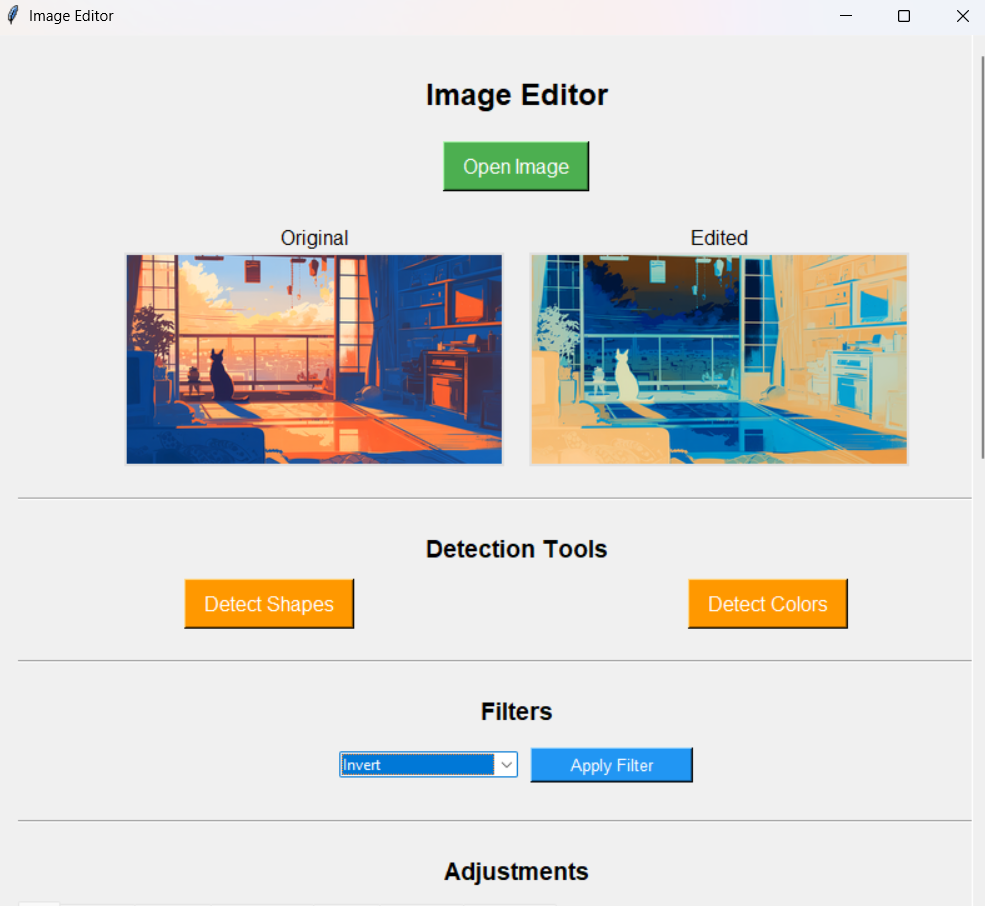 Image Editor
Image Editor
Open Image
Original
Edited
Detection Tools
Detect Shapes
Detect Colors
Filters
Invert
Apply Filter
Adjustments